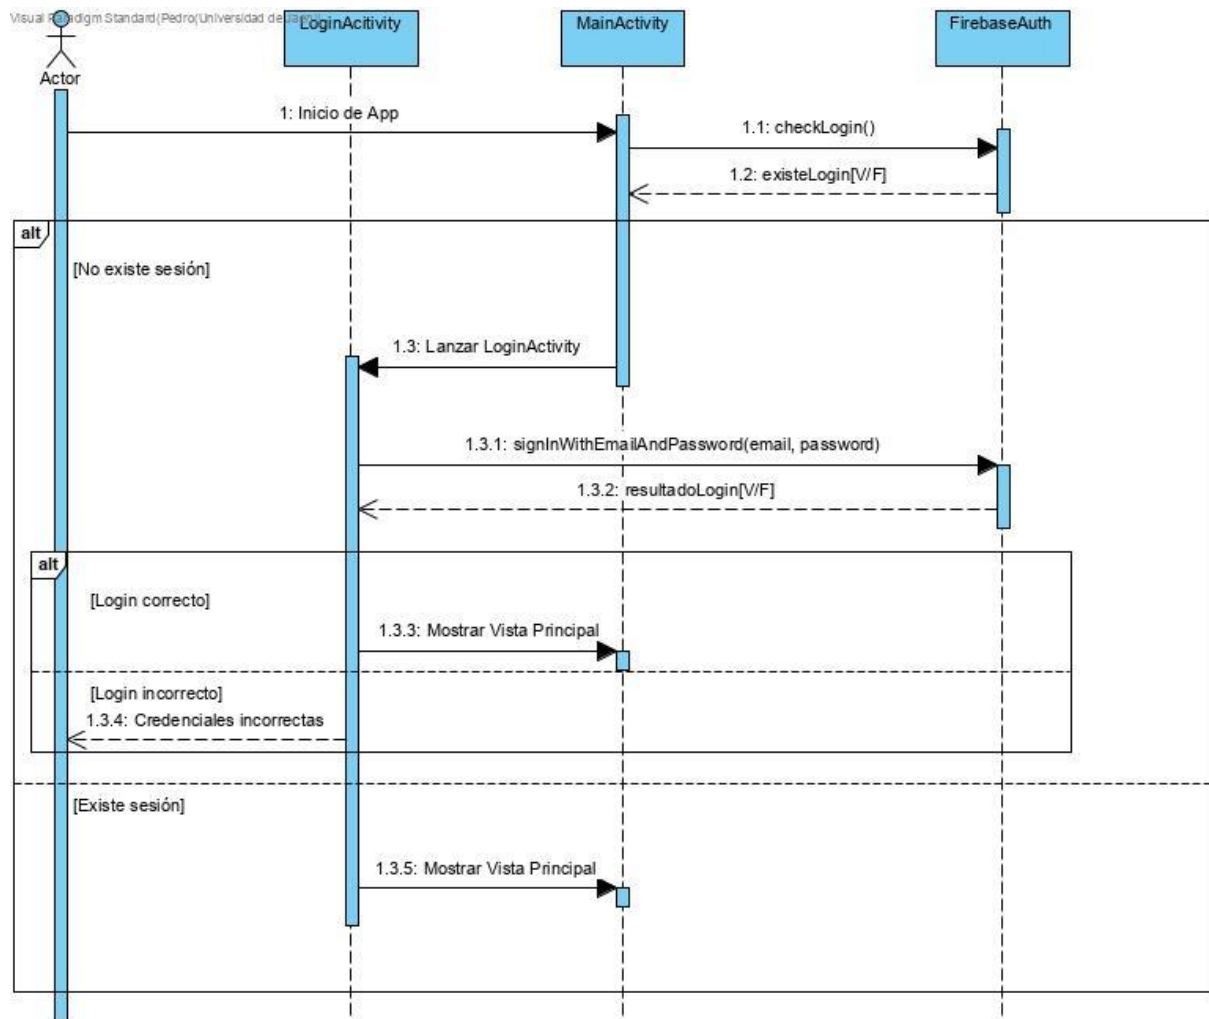 Visual Paradigm Standard(Pedro(Universidad de
LoginAcitivity
MainActivity
FirebaseAuth
Actor
1: Inicio de App
1.1: checkLogin()
1.2: existeLogin[V/F]
alt
[No existe sesión]
1.3: Lanzar LoginActivity
1.3.1: signInWithEmailAndPassword(email, password)
1.3.2: resultadoLogin[V/F]
alt
[Login correcto]
1.3.3: Mostrar Vista Principal
[Login incorrecto]
1.3.4: Credenciales incorrectas
[Existe sesión]
1.3.5: Mostrar Vista Principal